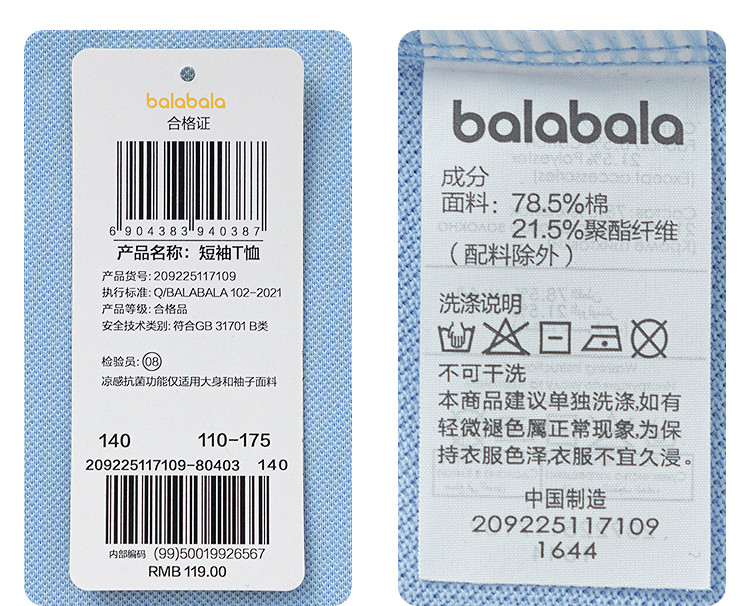 balabala
合格证
6 904383 940387
产品名称：短袖T恤
产品货号: 209225117109
执行标准: Q/BALABALA 102-2021
产品等级: 合格品
安全技术类别: 符合GB 31701 B类
检验员: 08
凉感抗菌功能仅适用大身和袖子面料
140 110-175
209225117109-80403 140
内部编码 (99)50019926567
RMB 119.00
balabala
成分
面料：78.5%棉
21.5%聚酯纤维
（配料除外）
洗涤说明
不可干洗
本商品建议单独洗涤,如有
轻微褪色属正常现象,为保
持衣服色泽,衣服不宜久浸。
中国制造
209225117109
1644